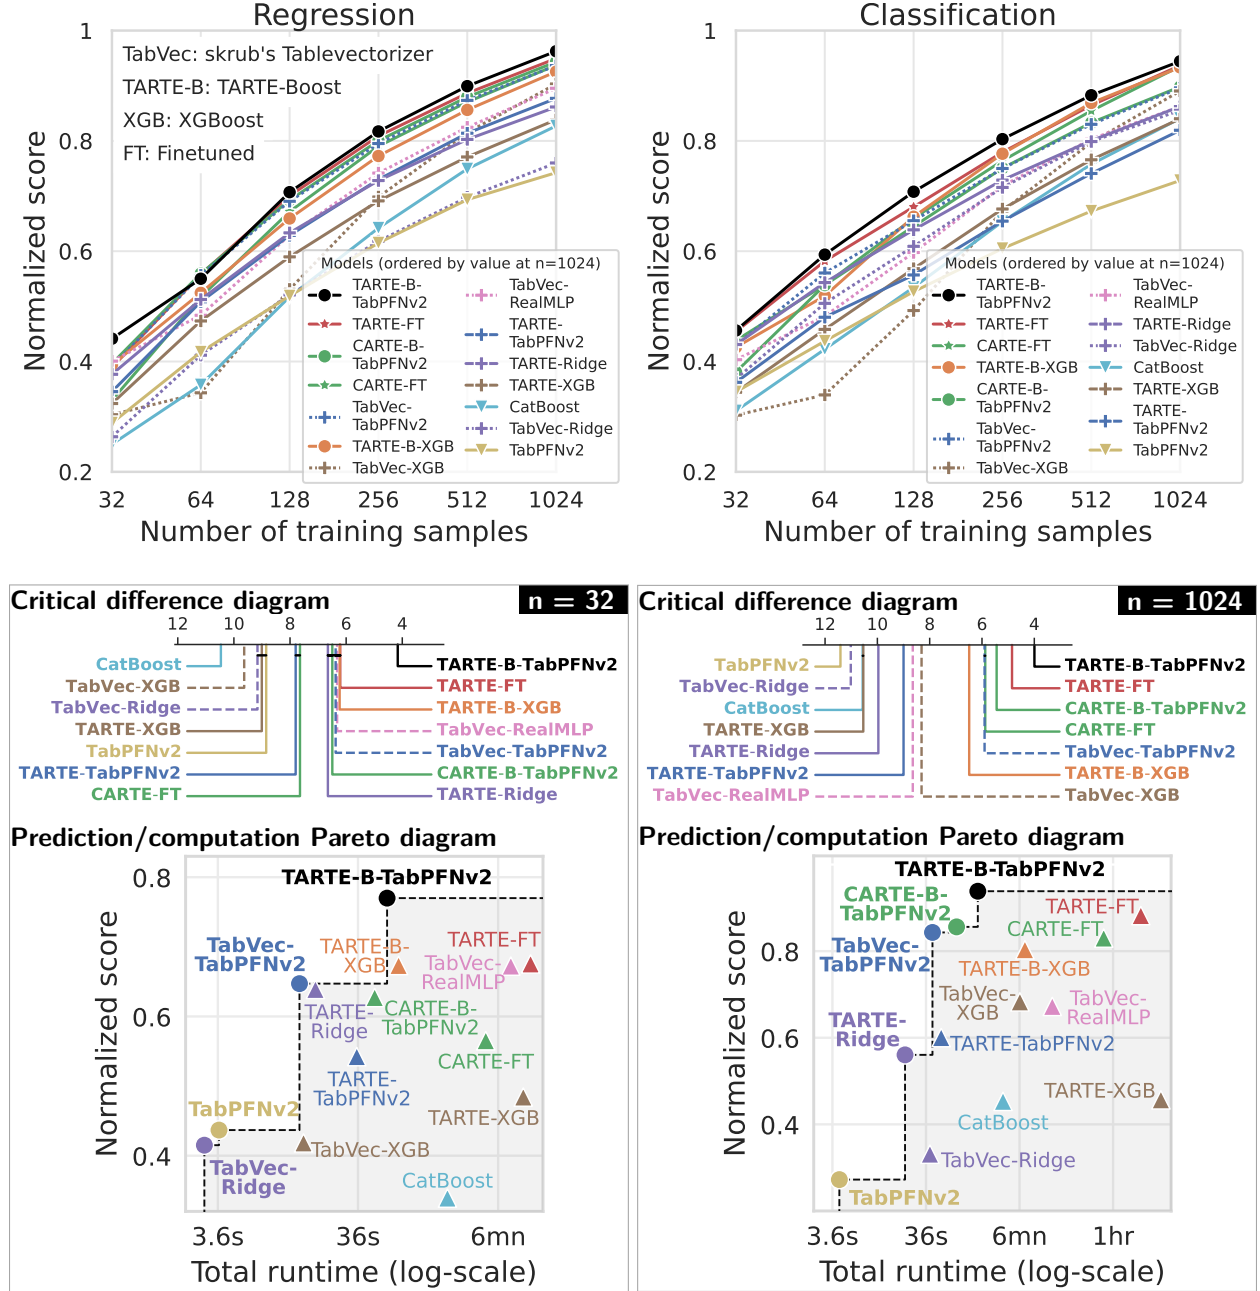 Regression
Classification
TabVec: skrub's Tablevectorizer
TARTE-B: TARTE-Boost
XGB: XGBoost
FT: Finetuned
Normalized score
1
0.8
0.6
0.4
0.2
Models (ordered by value at n=1024)
TARTE-B-
TabPFNv2
TARTE-FT
CARTE-B-
TabPFNv2
CARTE-FT
TabVec-
TabPFNv2
TARTE-B-XGB
TabVec-XGB
TabVec-
RealMLP
TARTE-
TabPFNv2
TARTE-Ridge
TARTE-XGB
CatBoost
TabVec-Ridge
TabPFNv2
32 64 128 256 512 1024
Number of training samples
Normalized score
1
0.8
0.6
0.4
0.2
Models (ordered by value at n=1024)
TARTE-B-
TabPFNv2
TARTE-FT
CARTE-FT
TARTE-B-XGB
CARTE-B-
TabPFNv2
TabVec-
TabPFNv2
TabVec-XGB
TabVec-
RealMLP
TARTE-Ridge
TabVec-Ridge
CatBoost
TARTE-XGB
TARTE-
TabPFNv2
TabPFNv2
32 64 128 256 512 1024
Number of training samples
Critical difference diagram
n = 32
12 10 8 6 4
CatBoost
TabVec-XGB
TabVec-Ridge
TARTE-XGB
TabPFNv2
TARTE-TabPFNv2
CARTE-FT
TARTE-B-TabPFNv2
TARTE-FT
TARTE-B-XGB
TabVec-RealMLP
TabVec-TabPFNv2
CARTE-B-TabPFNv2
TARTE-Ridge
Prediction/computation Pareto diagram
Normalized score
0.8
0.6
0.4
TARTE-B-TabPFNv2
TabVec-
TabPFNv2
TARTE-B-
XGB
TARTE-FT
TabVec-
RealMLP
TARTE-
Ridge
CARTE-B-
TabPFNv2
CARTE-FT
TARTE-
TabPFNv2
TabPFNv2
TARTE-XGB
TabVec-XGB
TabVec-
Ridge
CatBoost
3.6s 36s 6mn
Total runtime (log-scale)
Critical difference diagram
n = 1024
12 10 8 6 4
TabPFNv2
TabVec-Ridge
CatBoost
TARTE-XGB
TARTE-Ridge
TARTE-TabPFNv2
TabVec-RealMLP
TARTE-B-TabPFNv2
TARTE-FT
CARTE-B-TabPFNv2
CARTE-FT
TabVec-TabPFNv2
TARTE-B-XGB
TabVec-XGB
Prediction/computation Pareto diagram
Normalized score
0.8
0.6
0.4
TARTE-B-TabPFNv2
CARTE-B-
TabPFNv2
TARTE-FT
CARTE-FT
TabVec-
TabPFNv2
TARTE-B-XGB
TabVec-
XGB
TabVec-
RealMLP
TARTE-
Ridge
TARTE-TabPFNv2
TARTE-XGB
CatBoost
TabVec-Ridge
TabPFNv2
3.6s 36s 6mn 1hr
Total runtime (log-scale)